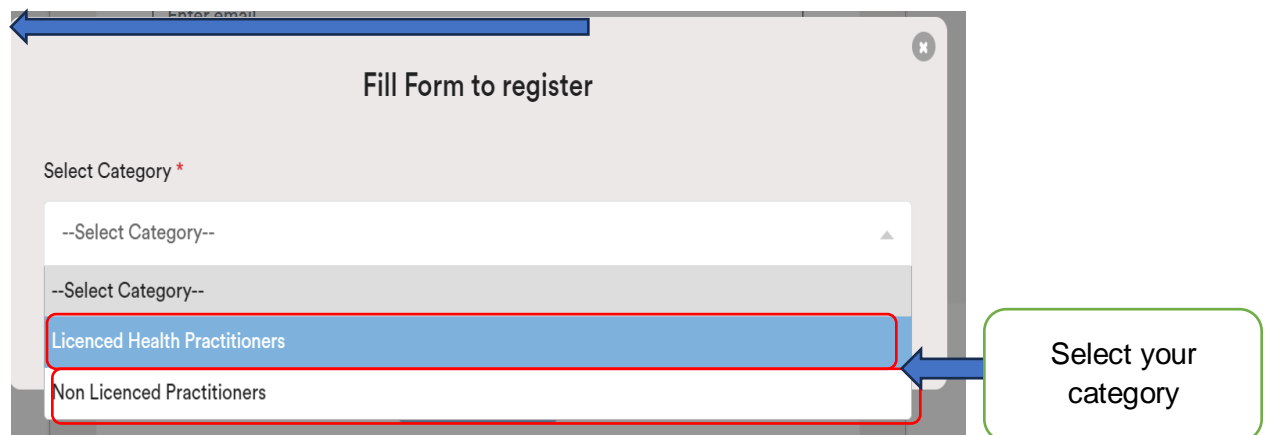 Enter email
Fill Form to register
Select Category *
--Select Category--
--Select Category--
Licenced Health Practitioners
Non Licenced Practitioners
Select your
category